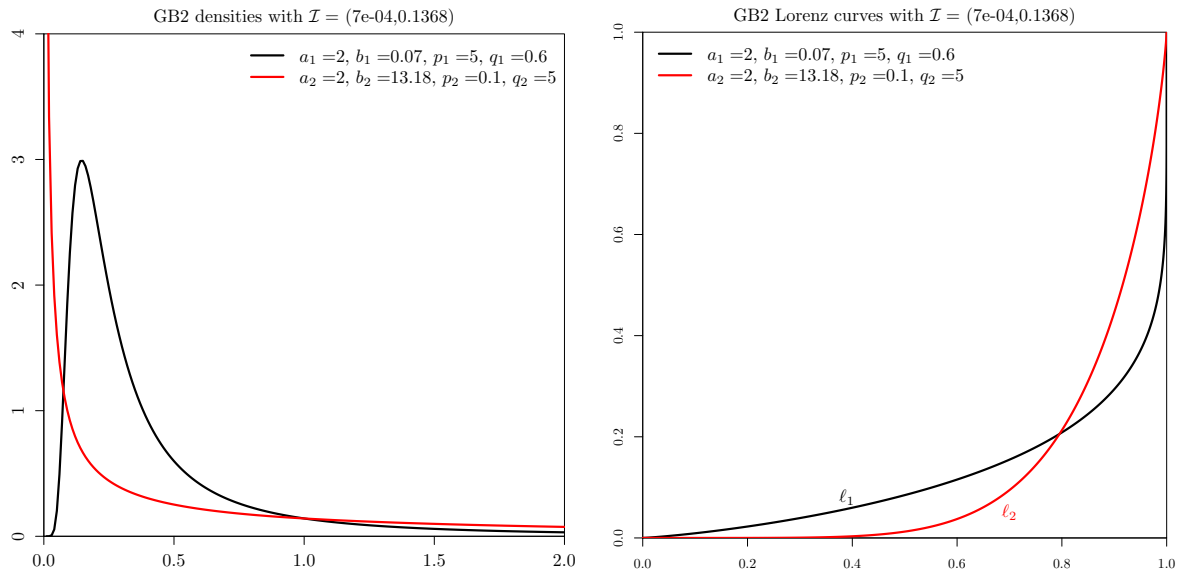 GB2 densities with ℐ = (7e-04,0.1368)
a₁ =2, b₁ =0.07, p₁ =5, q₁ =0.6
a₂ =2, b₂ =13.18, p₂ =0.1, q₂ =5
4
3
2
1
0
0.0 0.5 1.0 1.5 2.0
GB2 Lorenz curves with ℐ = (7e-04,0.1368)
a₁ =2, b₁ =0.07, p₁ =5, q₁ =0.6
a₂ =2, b₂ =13.18, p₂ =0.1, q₂ =5
1.0
0.8
0.6
0.4
0.2
0.0
ℓ₁
ℓ₂
0.0 0.2 0.4 0.6 0.8 1.0